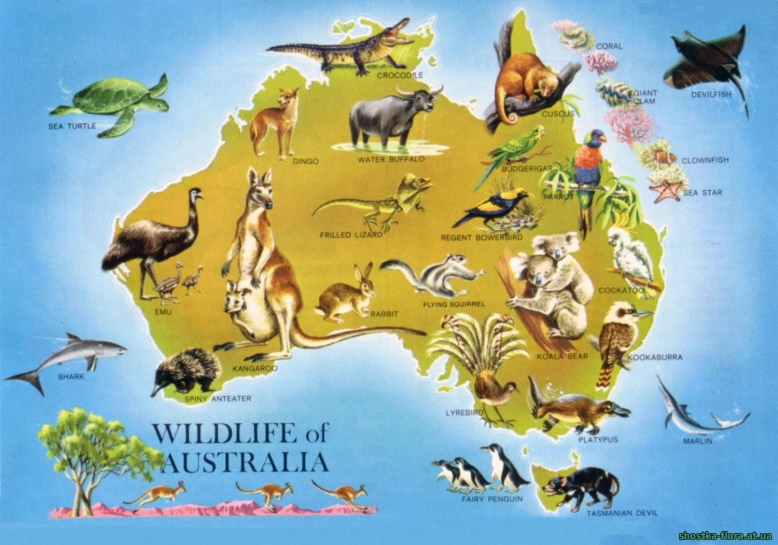 CORAL
CROCODILE
GIANT
CLAM
DEVILFISH
SEA TURTLE
CUSCUS
DINGO
WATER BUFFALO
CLOWNFISH
BUDGERIGAR
PARROT
SEA STAR
FRILLED LIZARD
REGENT BOWERBIRD
COCKATOO
EMU
RABBIT
FLYING SQUIRREL
KOALA BEAR
KOOKABURRA
KANGAROO
SHARK
SPINY ANTEATER
LYREBIRD
PLATYPUS
MARLIN
WILDLIFE of
AUSTRALIA
FAIRY PENGUIN
TASMANIAN DEVIL
shostka-flora.at.ua